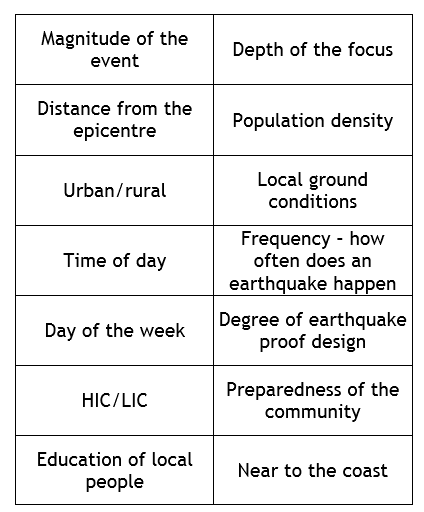 Magnitude of the
event
Depth of the focus
Distance from the
epicentre
Population density
Urban/rural
Local ground
conditions
Time of day
Frequency – how
often does an
earthquake happen
Day of the week
Degree of earthquake
proof design
HIC/LIC
Preparedness of the
community
Education of local
people
Near to the coast